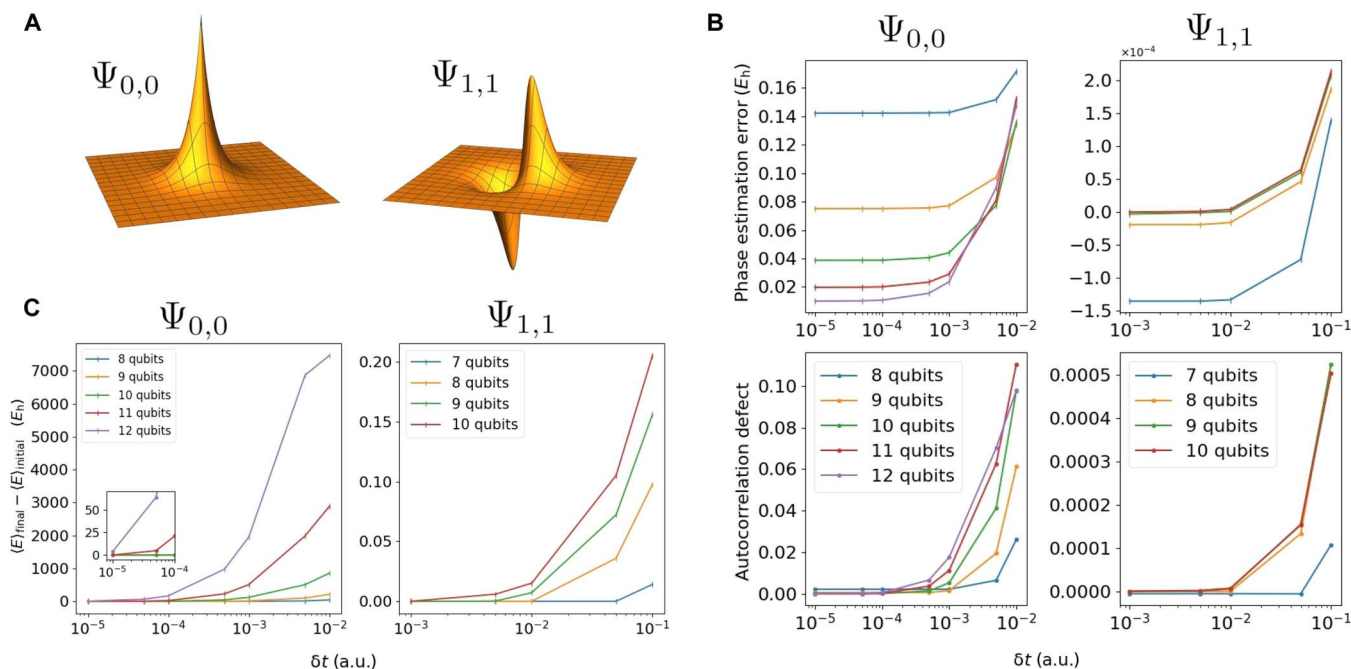 A
Ψ0,0
Ψ1,1
B
Ψ0,0
Ψ1,1
Phase estimation error (Eh)
0.16
0.14
0.12
0.10
0.08
0.06
0.04
0.02
10−5
10−4
10−3
10−2
×10−4
2.0
1.5
1.0
0.5
0.0
−0.5
−1.0
−1.5
10−3
10−2
10−1
Autocorrelation defect
0.10
0.08
0.06
0.04
0.02
0.00
8 qubits
9 qubits
10 qubits
11 qubits
12 qubits
10−5
10−4
10−3
10−2
0.0005
0.0004
0.0003
0.0002
0.0001
0.0000
7 qubits
8 qubits
9 qubits
10 qubits
10−3
10−2
10−1
δt (a.u.)
C
Ψ0,0
Ψ1,1
⟨E⟩final − ⟨E⟩initial (Eh)
7000
6000
5000
4000
3000
2000
1000
0
8 qubits
9 qubits
10 qubits
11 qubits
12 qubits
50
25
0
10−5
10−4
10−5
10−4
10−3
10−2
0.20
0.15
0.10
0.05
0.00
7 qubits
8 qubits
9 qubits
10 qubits
10−3
10−2
10−1
δt (a.u.)